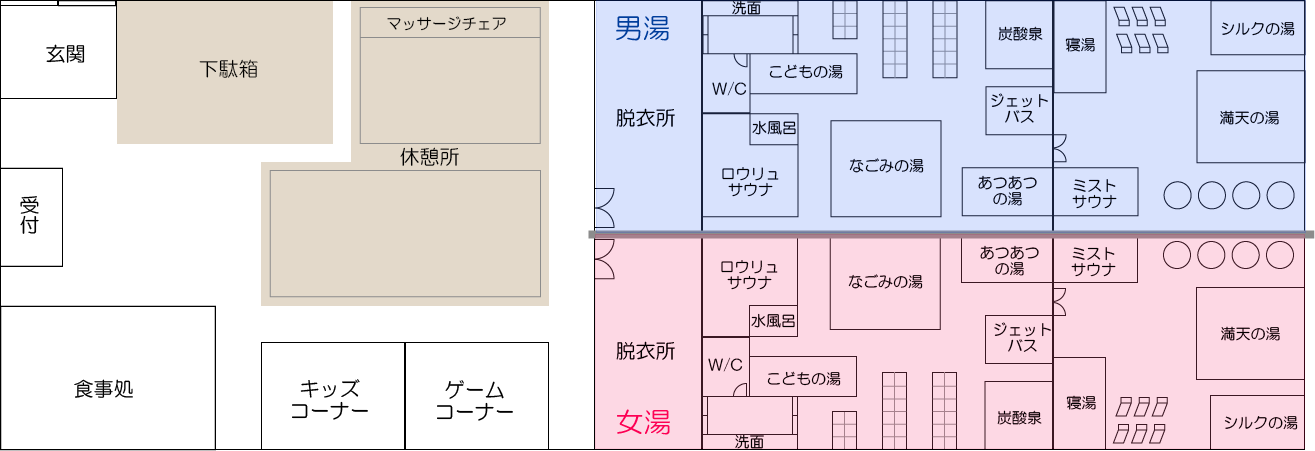 玄関
下駄箱
マッサージチェア
休憩所
受
付
食事処
キッズ
コーナー
ゲーム
コーナー
男湯
脱衣所
洗面
W/C
こどもの湯
水風呂
ロウリュ
サウナ
なごみの湯
炭酸泉
ジェット
バス
あつあつ
の湯
寝湯
ミスト
サウナ
シルクの湯
満天の湯
脱衣所
女湯
ロウリュ
サウナ
水風呂
W/C
こどもの湯
洗面
なごみの湯
あつあつ
の湯
ジェット
バス
炭酸泉
ミスト
サウナ
寝湯
満天の湯
シルクの湯